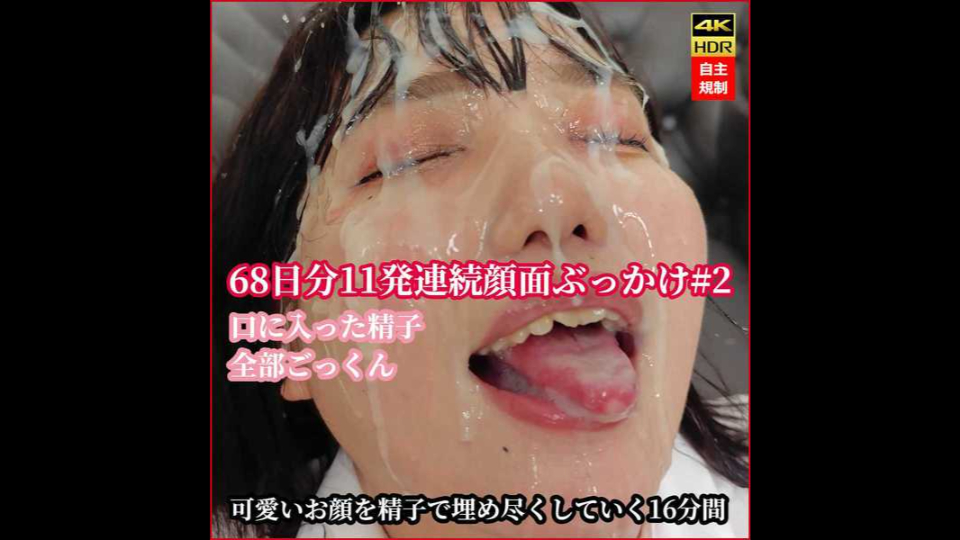 4K
HDR
自主
規制
68日分11発連続顔面ぶっかけ#2
口に入った精子
全部ごっくん
可愛いお顔を精子で埋め尽くしていく16分間